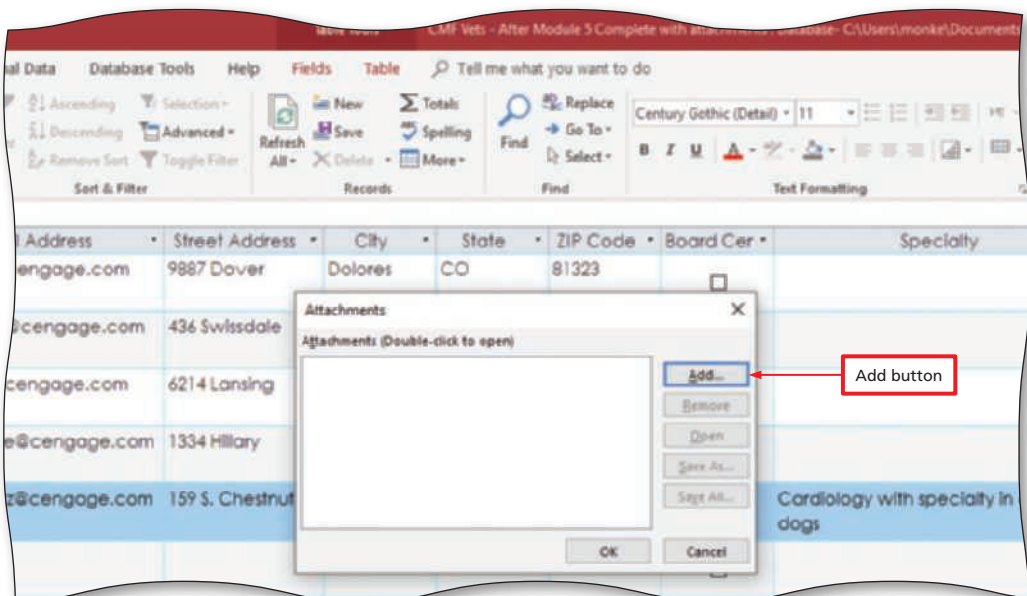 Table Tools CMF Vets - After Module 5 Complete with attachments : Database- C:\Users\monke\Documents
al Data Database Tools Help Fields Table Tell me what you want to do
Ascending Selection New Totals Replace Century Gothic (Detail) 11
Descending Advanced Save Spelling Go To
Remove Sort Toggle Filter Refresh All Delete More Find Select B I U A
Sort & Filter Records Find Text Formatting
Address Street Address City State ZIP Code Board Cer Specialty
engage.com 9887 Dover Dolores CO 81323
@cengage.com 436 Swissdale
cengage.com 6214 Lansing
e@cengage.com 1334 Hillary
z@cengage.com 159 S. Chestnut Cardiology with specialty in
dogs
Attachments
Attachments (Double-click to open)
Add...
Remove
Open
Save As...
Save All...
OK Cancel
Add button